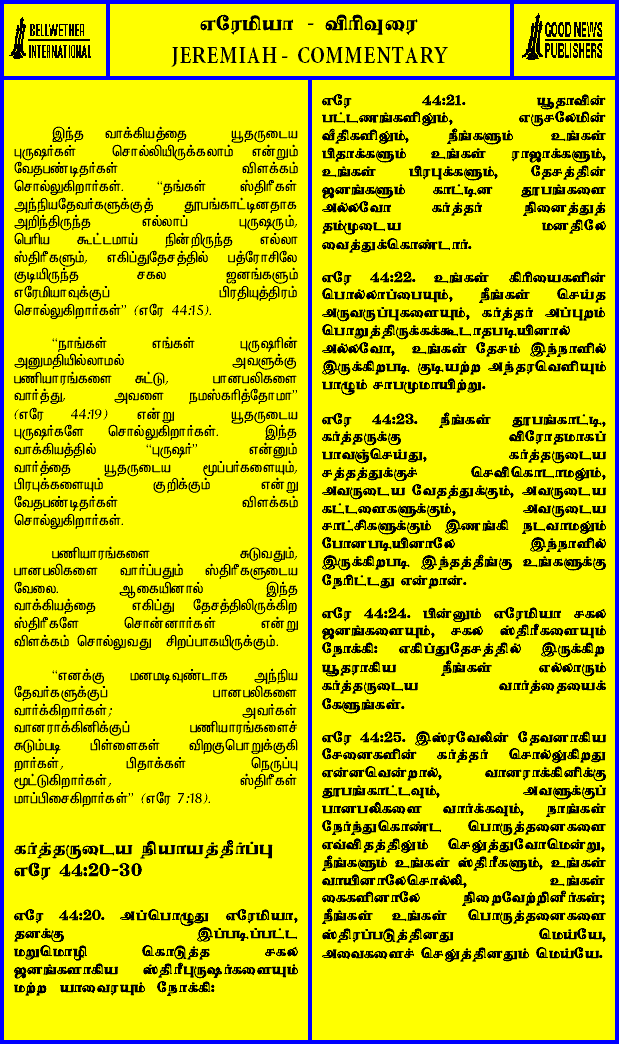 BELLWETHER
INTERNATIONAL
எரேமியா - விரிவுரை
JEREMIAH - COMMENTARY
GOOD NEWS
PUBLISHERS
இந்த வாக்கியத்தை யூதருடைய
புருஷர்கள் சொல்லியிருக்கலாம் என்றும்
வேதபண்டிதர்கள் விளக்கம்
சொல்லுகிறார்கள். “தங்கள் ஸ்திரீகள்
அந்நியதேவர்களுக்குத் தூபங்காட்டினதாக
அறிந்திருந்த எல்லாப் புருஷரும்,
பெரிய கூட்டமாய் நின்றிருந்த எல்லா
ஸ்திரீகளும், எகிப்துதேசத்தில் பத்ரோசிலே
குடியிருந்த சகல ஜனங்களும்
எரேமியாவுக்குப் பிரதியுத்திரம்
சொல்லுகிறார்கள்” (எரே 44:15).
“நாங்கள் எங்கள் புருஷரின்
அனுமதியில்லாமல் அவளுக்கு
பணியாரங்களை சுட்டு, பானபலிகளை
வார்த்து, அவளை நமஸ்கரித்தோமா”
(எரே 44:19) என்று யூதருடைய
புருஷர்களே சொல்லுகிறார்கள். இந்த
வாக்கியத்தில் “புருஷர்” என்னும்
வார்த்தை யூதருடைய மூப்பர்களையும்,
பிரபுக்களையும் குறிக்கும் என்று
வேதபண்டிதர்கள் விளக்கம்
சொல்லுகிறார்கள்.
பணியாரங்களை சுடுவதும்,
பானபலிகளை வார்ப்பதும் ஸ்திரீகளுடைய
வேலை. ஆகையினால் இந்த
வாக்கியத்தை எகிப்து தேசத்திலிருக்கிற
ஸ்திரீகளே சொன்னார்கள் என்று
விளக்கம் சொல்லுவது சிறப்பாகயிருக்கும்.
“எனக்கு மனமடிவுண்டாக அந்நிய
தேவர்களுக்குப் பானபலிகளை
வார்க்கிறார்கள்; அவர்கள்
வானராக்கினிக்குப் பணியாரங்களைச்
சுடும்படி பிள்ளைகள் விறகுபொறுக்குகி
றார்கள், பிதாக்கள் நெருப்பு
மூட்டுகிறார்கள், ஸ்திரீகள்
மாப்பிசைகிறார்கள்” (எரே 7:18).
கர்த்தருடைய நியாயத்தீர்ப்பு
எரே 44:20-30
எரே 44:20. அப்பொழுது எரேமியா,
தனக்கு இப்படிப்பட்ட
மறுமொழி கொடுத்த சகல
ஜனங்களாகிய ஸ்திரீபுருஷர்களையும்
மற்ற யாவரையும் நோக்கி:
எரே 44:21. யூதாவின்
பட்டணங்களிலும், எருசலேமின்
வீதிகளிலும், நீங்களும் உங்கள்
பிதாக்களும் உங்கள் ராஜாக்களும்,
உங்கள் பிரபுக்களும், தேசத்தின்
ஜனங்களும் காட்டின தூபங்களை
அல்லவோ கர்த்தர் நினைத்துத்
தம்முடைய மனதிலே
வைத்துக்கொண்டார்.
எரே 44:22. உங்கள் கிரியைகளின்
பொல்லாப்பையும், நீங்கள் செய்த
அருவருப்புகளையும், கர்த்தர் அப்புறம்
பொறுத்திருக்கக்கூடாதபடியினால்
அல்லவோ, உங்கள் தேசம் இந்நாளில்
இருக்கிறபடி குடியற்ற அந்தரவெளியும்
பாழும் சாபமுமாயிற்று.
எரே 44:23. நீங்கள் தூபங்காட்டி,
கர்த்தருக்கு விரோதமாகப்
பாவஞ்செய்து, கர்த்தருடைய
சத்தத்துக்குச் செவிகொடாமலும்,
அவருடைய வேதத்துக்கும், அவருடைய
கட்டளைகளுக்கும், அவருடைய
சாட்சிகளுக்கும் இணங்கி நடவாமலும்
போனபடியினாலே இந்நாளில்
இருக்கிறபடி இந்தத்தீங்கு உங்களுக்கு
நேரிட்டது என்றான்.
எரே 44:24. பின்னும் எரேமியா சகல
ஜனங்களையும், சகல ஸ்திரீகளையும்
நோக்கி: எகிப்துதேசத்தில் இருக்கிற
யூதராகிய நீங்கள் எல்லாரும்
கர்த்தருடைய வார்த்தையைக்
கேளுங்கள்.
எரே 44:25. இஸ்ரவேலின் தேவனாகிய
சேனைகளின் கர்த்தர் சொல்லுகிறது
என்னவென்றால், வானராக்கினிக்கு
தூபங்காட்டவும், அவளுக்குப்
பானபலிகளை வார்க்கவும், நாங்கள்
நேர்ந்துகொண்ட பொருத்தனைகளை
எவ்விதத்திலும் செலுத்துவோமென்று,
நீங்களும் உங்கள் ஸ்திரீகளும், உங்கள்
வாயினாலேசொல்லி, உங்கள்
கைகளினாலே நிறைவேற்றினீர்கள்;
நீங்கள் உங்கள் பொருத்தனைகளை
ஸ்திரப்படுத்தினது மெய்யே,
அவைகளைச் செலுத்தினதும் மெய்யே.